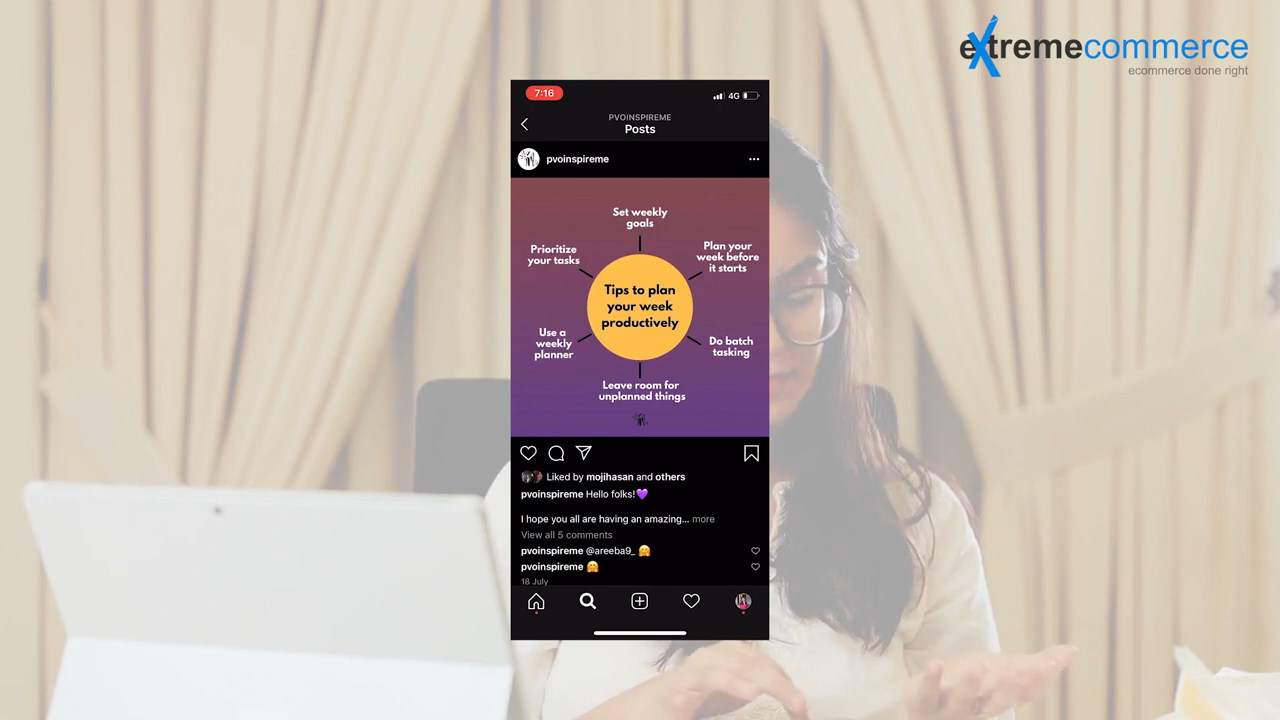 extremecommerce
ecommerce done right
7:16
4G
PVOINSPIREME
Posts
pvoinspireme
Set weekly
goals
Prioritize
your tasks
Plan your
week before
it starts
Tips to plan
your week
productively
Use a
weekly
planner
Do batch
tasking
Leave room for
unplanned things
Liked by mojihasan and others
pvoinspireme Hello folks!💜
I hope you all are having an amazing... more
View all 5 comments
pvoinspireme @areeba9_ 🤗
pvoinspireme 🤗
18 July